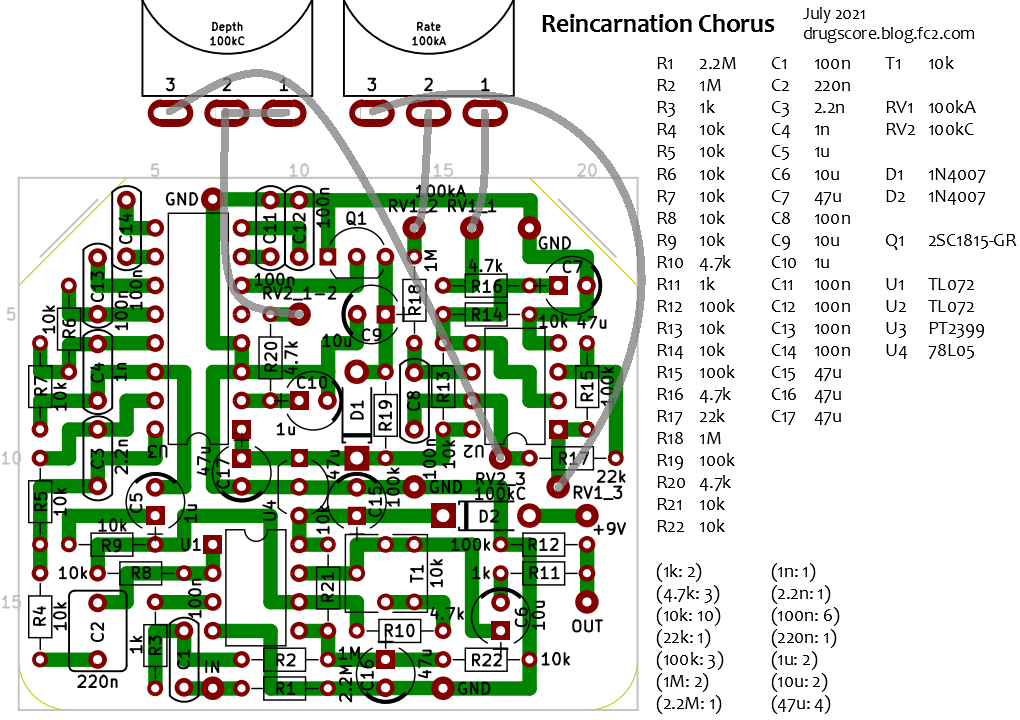 Reincarnation Chorus
July 2021
drugscore.blog.fc2.com
Depth
100kC
3 2 1
Rate
100kA
3 2 1
R1 2.2M
R2 1M
R3 1k
R4 10k
R5 10k
R6 10k
R7 10k
R8 10k
R9 10k
R10 4.7k
R11 1k
R12 100k
R13 10k
R14 10k
R15 100k
R16 4.7k
R17 22k
R18 1M
R19 100k
R20 4.7k
R21 10k
R22 10k
C1 100n
C2 220n
C3 2.2n
C4 1n
C5 1u
C6 10u
C7 47u
C8 100n
C9 10u
C10 1u
C11 100n
C12 100n
C13 100n
C14 100n
C15 47u
C16 47u
C17 47u
T1 10k
RV1 100kA
RV2 100kC
D1 1N4007
D2 1N4007
Q1 2SC1815-GR
U1 TL072
U2 TL072
U3 PT2399
U4 78L05
(1k: 2)
(4.7k: 3)
(10k: 10)
(22k: 1)
(100k: 3)
(1M: 2)
(2.2M: 1)
(1n: 1)
(2.2n: 1)
(100n: 6)
(220n: 1)
(1u: 2)
(10u: 2)
(47u: 4)
5 10 15 20
5
10
15
GND
C14
100n
C11
C12
100n
100n
Q1
100kA
RV1_2 RV1_1
GND
C13
100n
RV2_1-2
1M
R18
4.7k
R16
C7
47u
R14
10k
C9
10u
10k
R6
R7
10k
C4
1n
R20
4.7k
C10
1u
D1
R19
100k
C8
100n
R13
10k
R15
100k
U2
C3
2.2n
U3
47u
C17
U4
47u
C15
GND
RV2_3
100kC
R17
22k
RV1_3
R5
10k
C5
1u
10k
R9
U1
D2
+9V
100k
R12
10k
R8
100n
R21
10k
T1
10k
1k
R11
R4
10k
C2
220n
1k
R3
C1
IN
R2
1M
R1
2.2M
C16
47u
4.7k
R10
C6
10u
OUT
R22
10k
GND